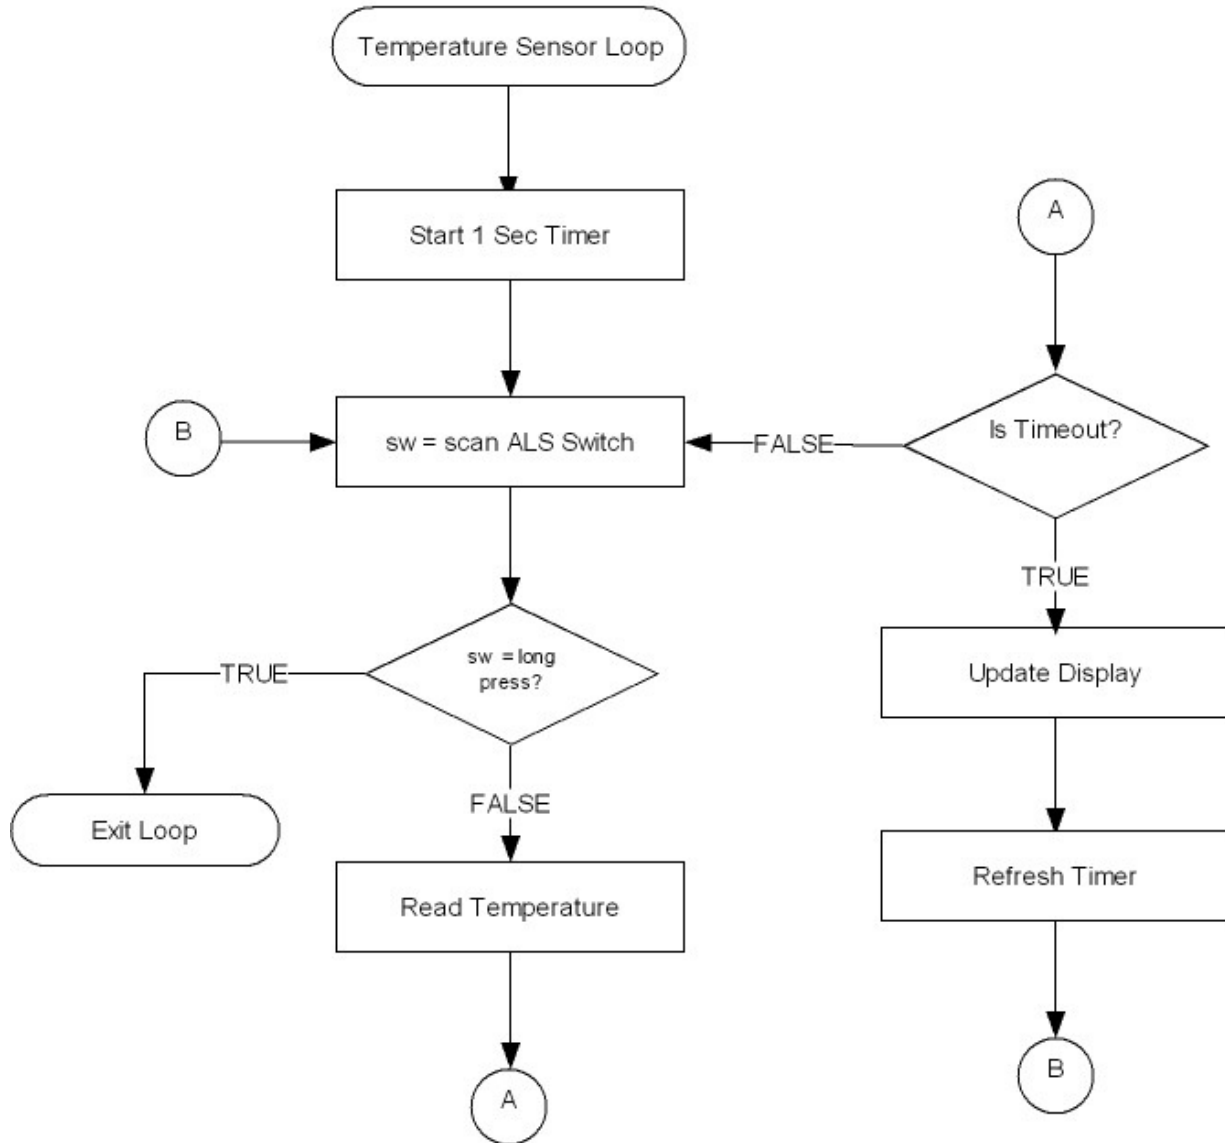 Temperature Sensor Loop
Start 1 Sec Timer
B
sw = scan ALS Switch
sw = long
press?
TRUE
Exit Loop
FALSE
Read Temperature
A
A
Is Timeout?
FALSE
TRUE
Update Display
Refresh Timer
B